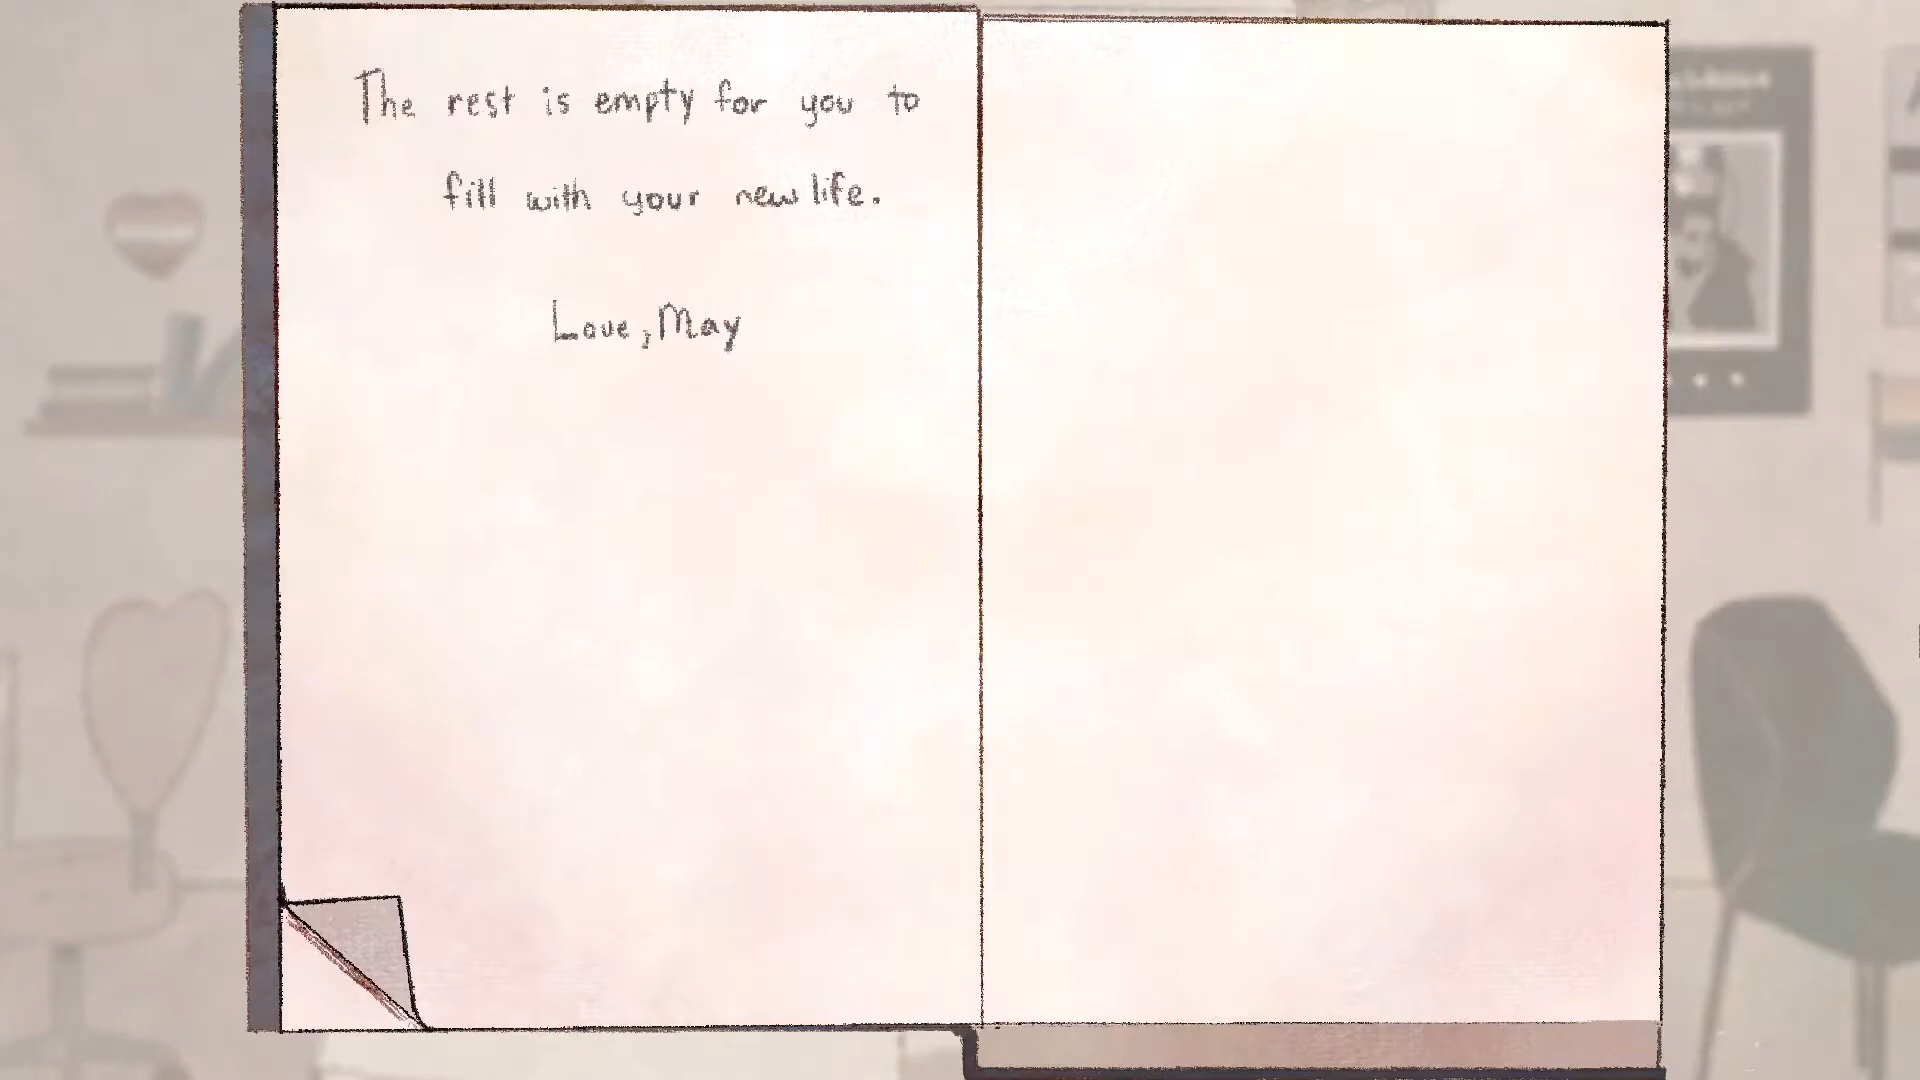 The rest is empty for you to
fill with your new life.
Love, May